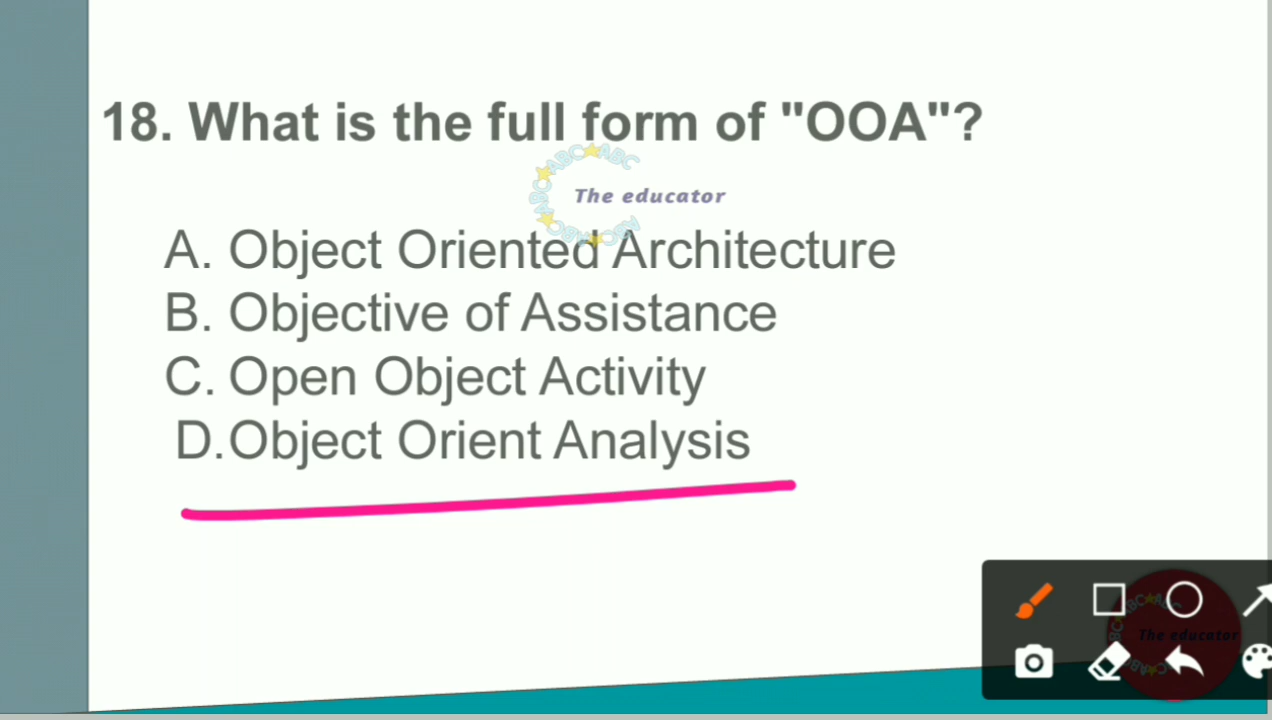 18. What is the full form of "OOA"?
The educator
A. Object Oriented Architecture
B. Objective of Assistance
C. Open Object Activity
D.Object Orient Analysis
The educator